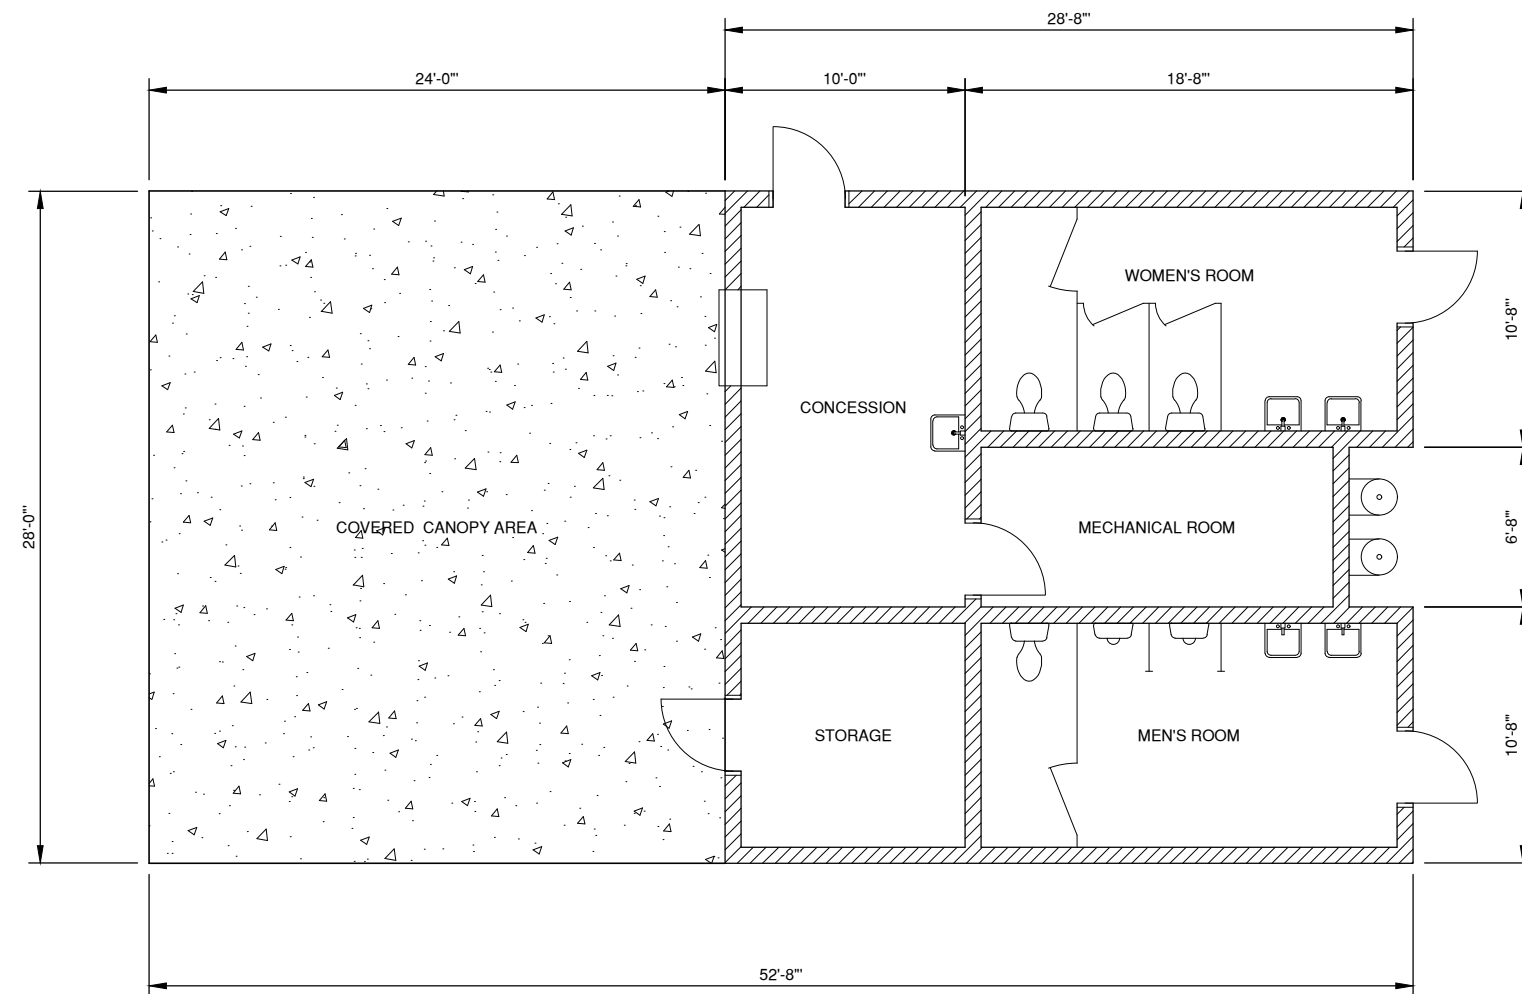 28'-8"'
24'-0"'
10'-0"'
18'-8"'
WOMEN'S ROOM
10'-8"'
CONCESSION
28'-0"'
COVERED CANOPY AREA
MECHANICAL ROOM
6'-8"'
STORAGE
MEN'S ROOM
10'-8"'
52'-8"'